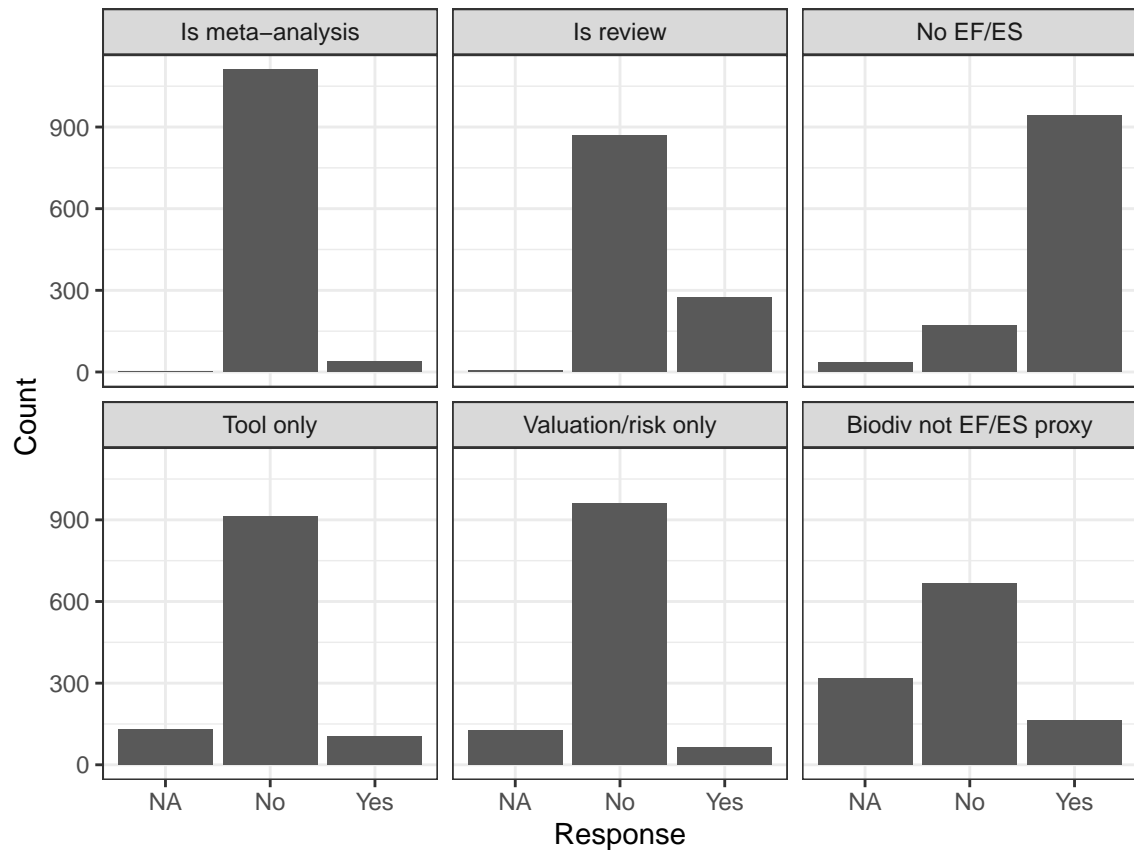 Is meta−analysis
Is review
No EF/ES
900
600
300
0
Tool only
Valuation/risk only
Biodiv not EF/ES proxy
900
600
300
0
NA No Yes
NA No Yes
NA No Yes
Count
Response